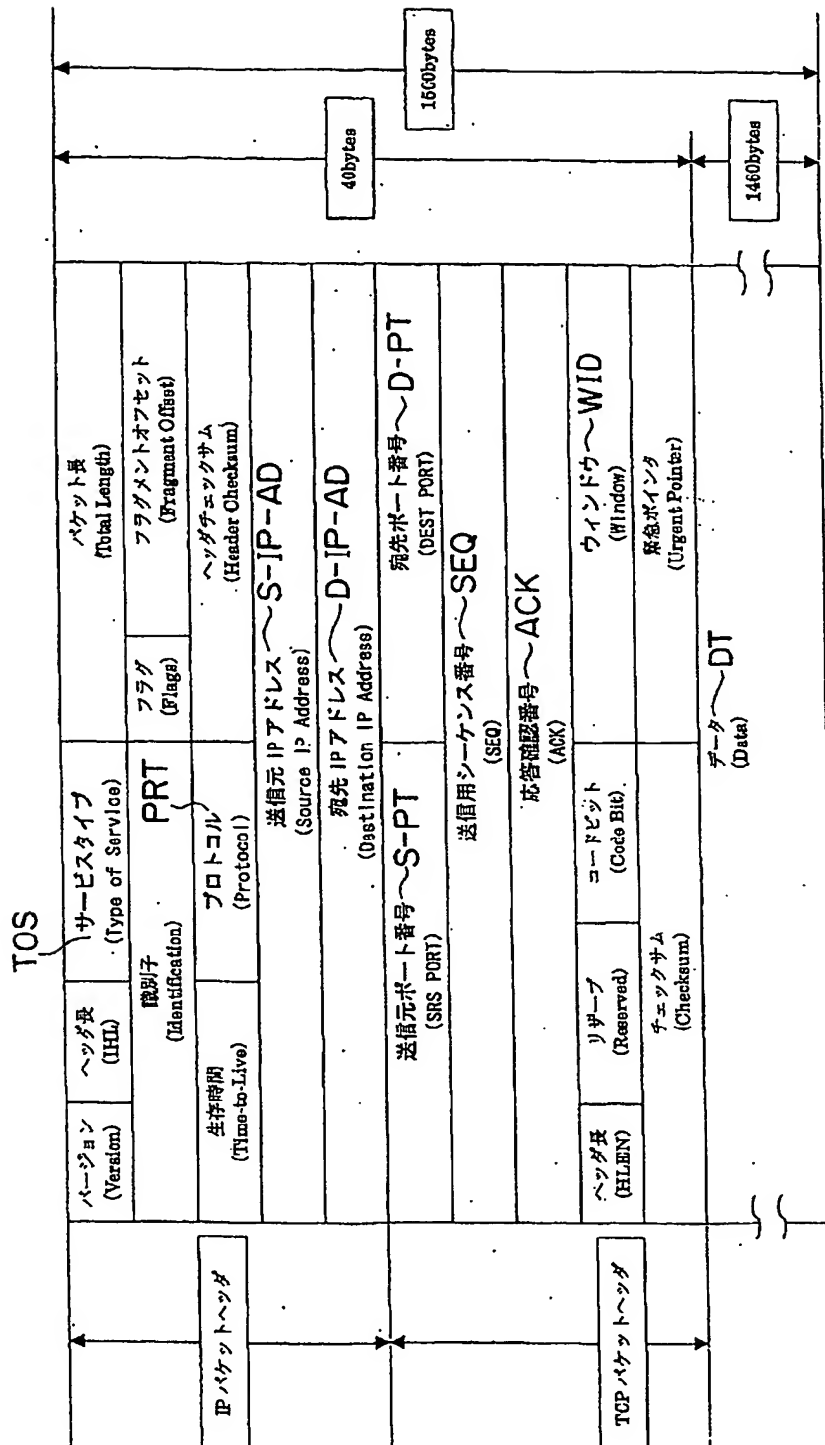 TOS
バージョン
(Version)
ヘッダ長
(IHL)
サービスタイプ
(Type of Service)
パケット長
(Total Length)
識別子
(Identification)
フラグ
(Flags)
フラグメントオフセット
(Fragment Offset)
生存時間
(Time-to-Live)
PRT
プロトコル
(Protocol)
ヘッダチェックサム
(Header Checksum)
送信元 IP アドレス～S-IP-AD
(Source IP Address)
宛先 IP アドレス～D-IP-AD
(Destination IP Address)
送信元ポート番号～S-PT
(SRS PORT)
宛先ポート番号～D-PT
(DEST PORT)
送信用シーケンス番号～SEQ
(SEQ)
応答確認番号～ACK
(ACK)
ヘッダ長
(HLEN)
リザーブ
(Reserved)
コードビット
(Code Bit)
ウィンドウ～WID
(Window)
チェックサム
(Checksum)
緊急ポインタ
(Urgent Pointer)
データ～DT
(Data)
IP パケットヘッダ
TCP パケットヘッダ
40bytes
1460bytes
1500bytes